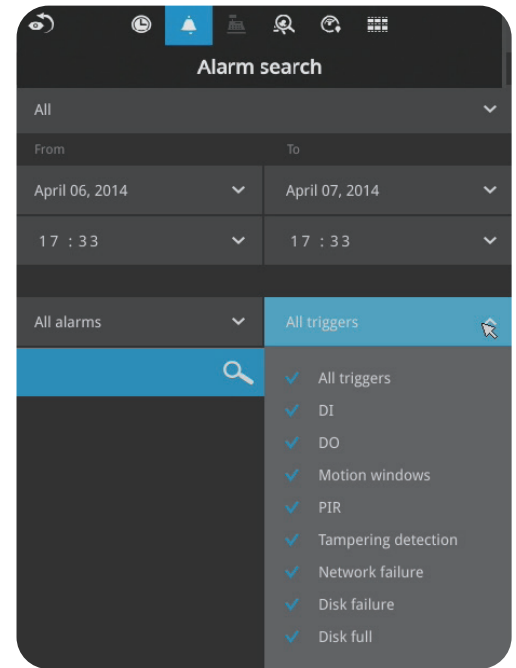 Alarm search
All
From To
April 06, 2014 April 07, 2014
17 : 33 17 : 33
All alarms All triggers
All triggers
DI
DO
Motion windows
PIR
Tampering detection
Network failure
Disk failure
Disk full